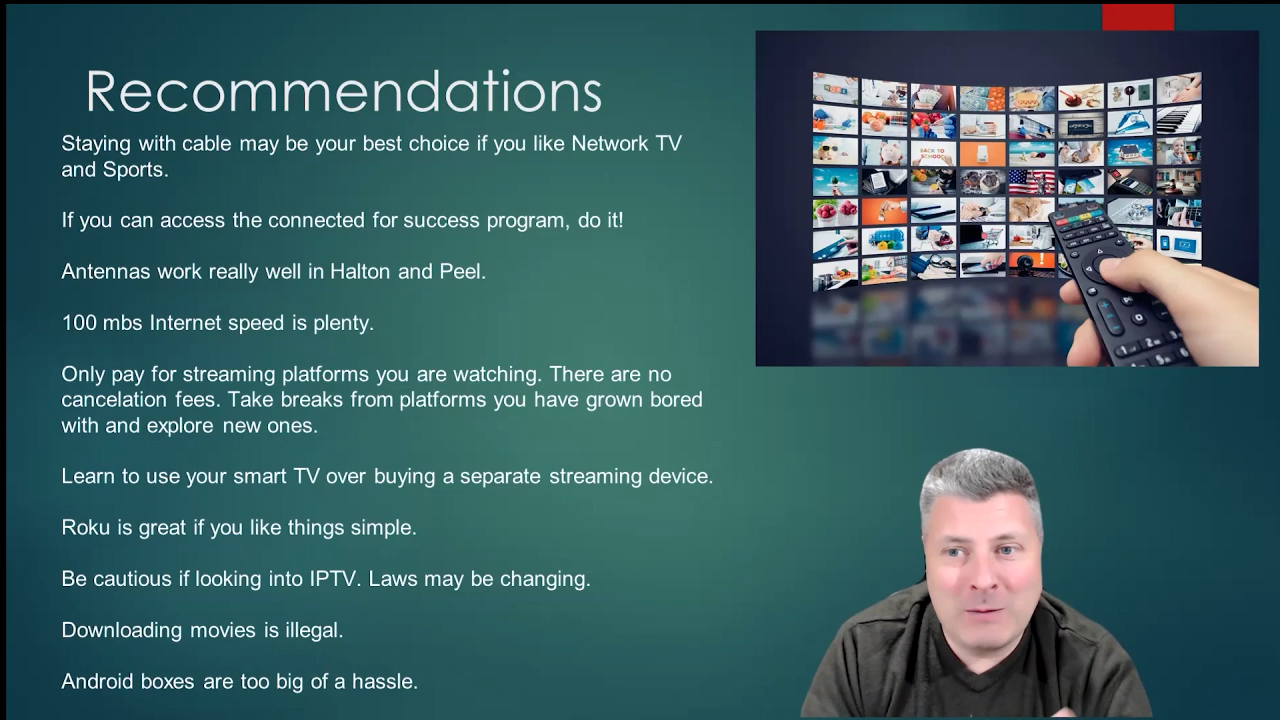 Recommendations
Staying with cable may be your best choice if you like Network TV
and Sports.
If you can access the connected for success program, do it!
Antennas work really well in Halton and Peel.
100 mbs Internet speed is plenty.
Only pay for streaming platforms you are watching. There are no
cancelation fees. Take breaks from platforms you have grown bored
with and explore new ones.
Learn to use your smart TV over buying a separate streaming device.
Roku is great if you like things simple.
Be cautious if looking into IPTV. Laws may be changing.
Downloading movies is illegal.
Android boxes are too big of a hassle.
BACK TO
SCHOOL